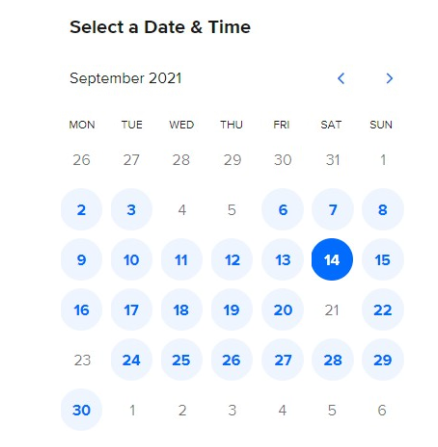 Select a Date & Time
September 2021
MON TUE WED THU FRI SAT SUN
26 27 28 29 30 31 1
2 3 4 5 6 7 8
9 10 11 12 13 14 15
16 17 18 19 20 21 22
23 24 25 26 27 28 29
30 1 2 3 4 5 6